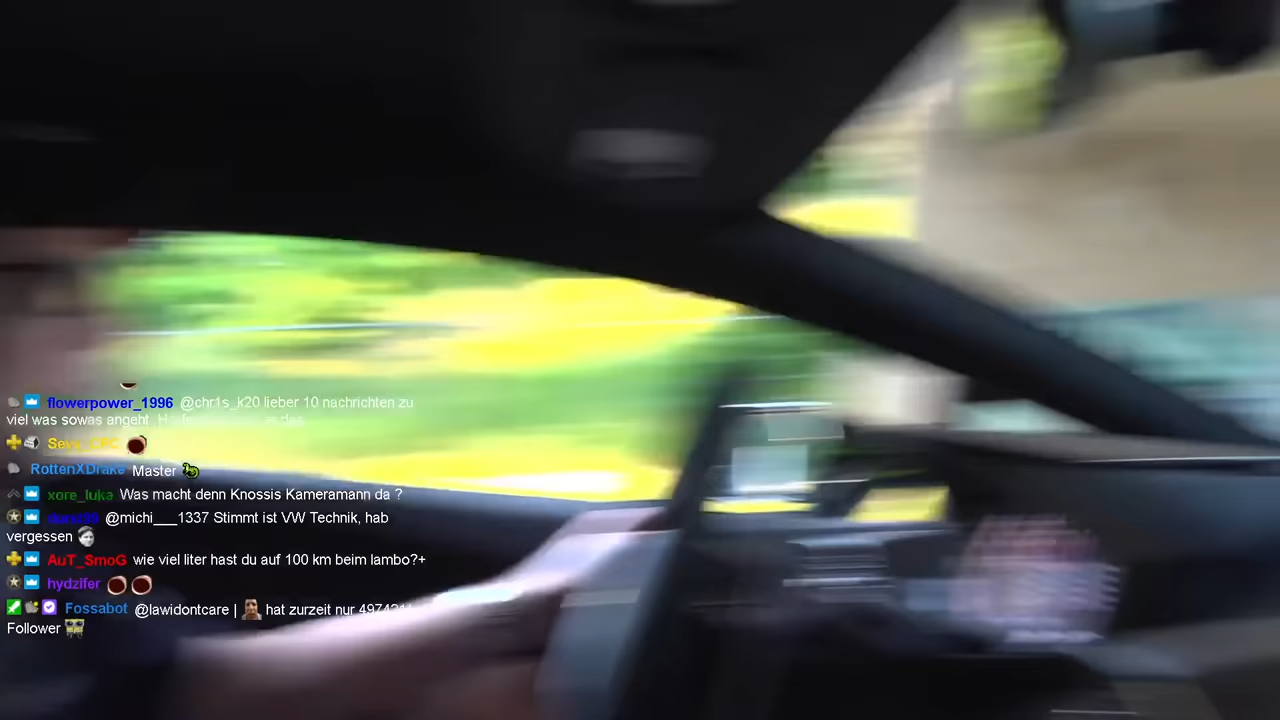 flowerpower_1996 @chr1s_k20 lieber 10 nachrichten zu
viel was sowas angeht.
RottenXDrake Master
xore_luka Was macht denn Knossis Kameramann da ?
@michi___1337 Stimmt ist VW Technik, hab
vergessen
AuT_SmoG wie viel liter hast du auf 100 km beim lambo?+
hydzifer
Fossabot @lawidontcare | hat zurzeit nur
Follower